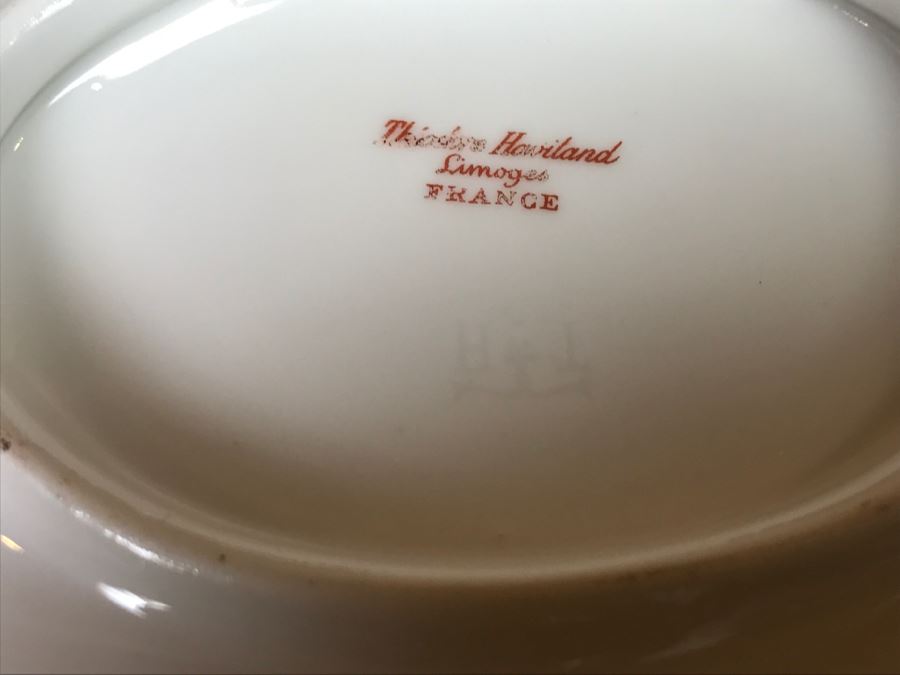 Théodore Haviland
Limoges
FRANCE